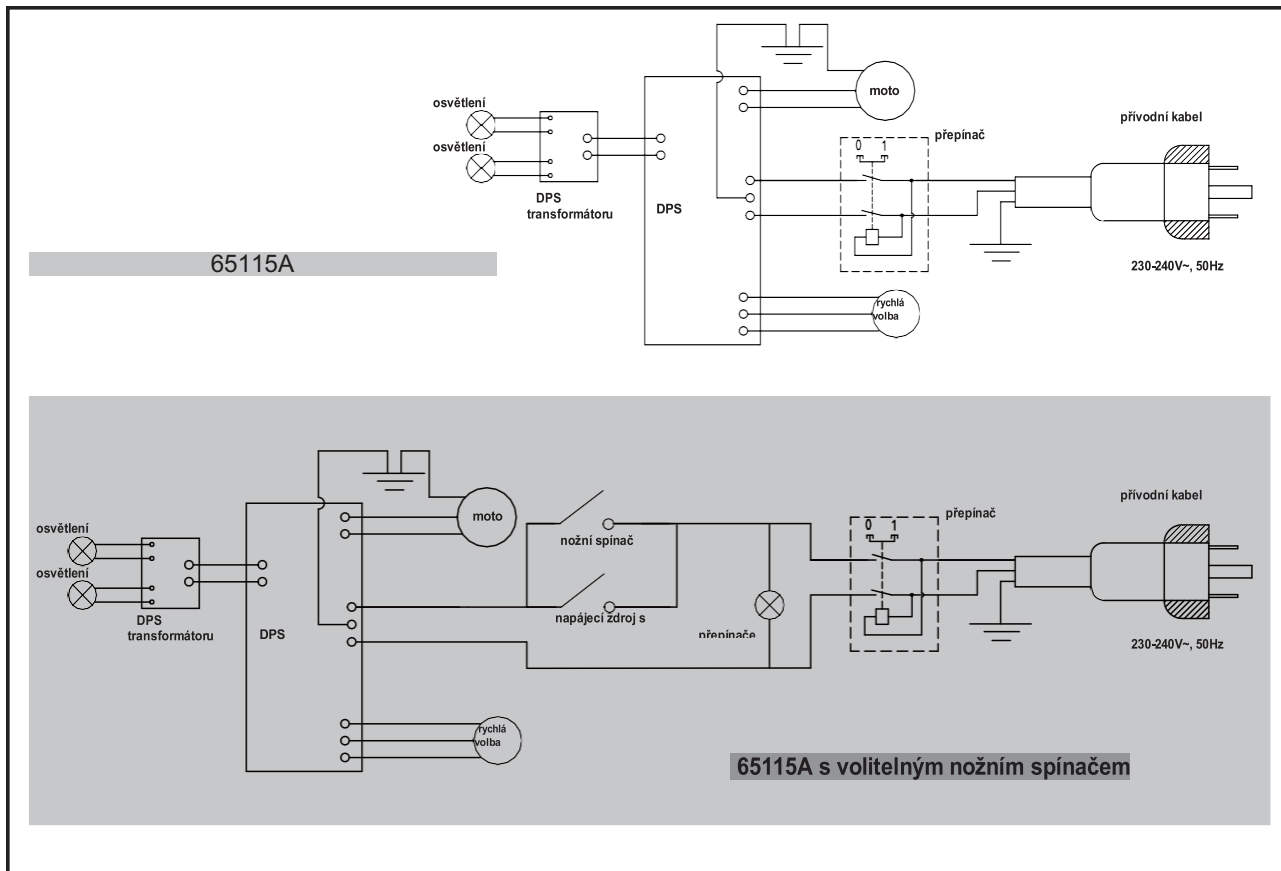 osvětlení
osvětlení
DPS
transformátoru
DPS
moto
přepínač
0 1
přívodní kabel
230-240V~, 50Hz
rychlá
volba
65115A
osvětlení
osvětlení
DPS
transformátoru
DPS
moto
nožní spínač
napájecí zdroj s
přepínače
přepínač
0 1
přívodní kabel
230-240V~, 50Hz
rychlá
volba
65115A s volitelným nožním spínačem